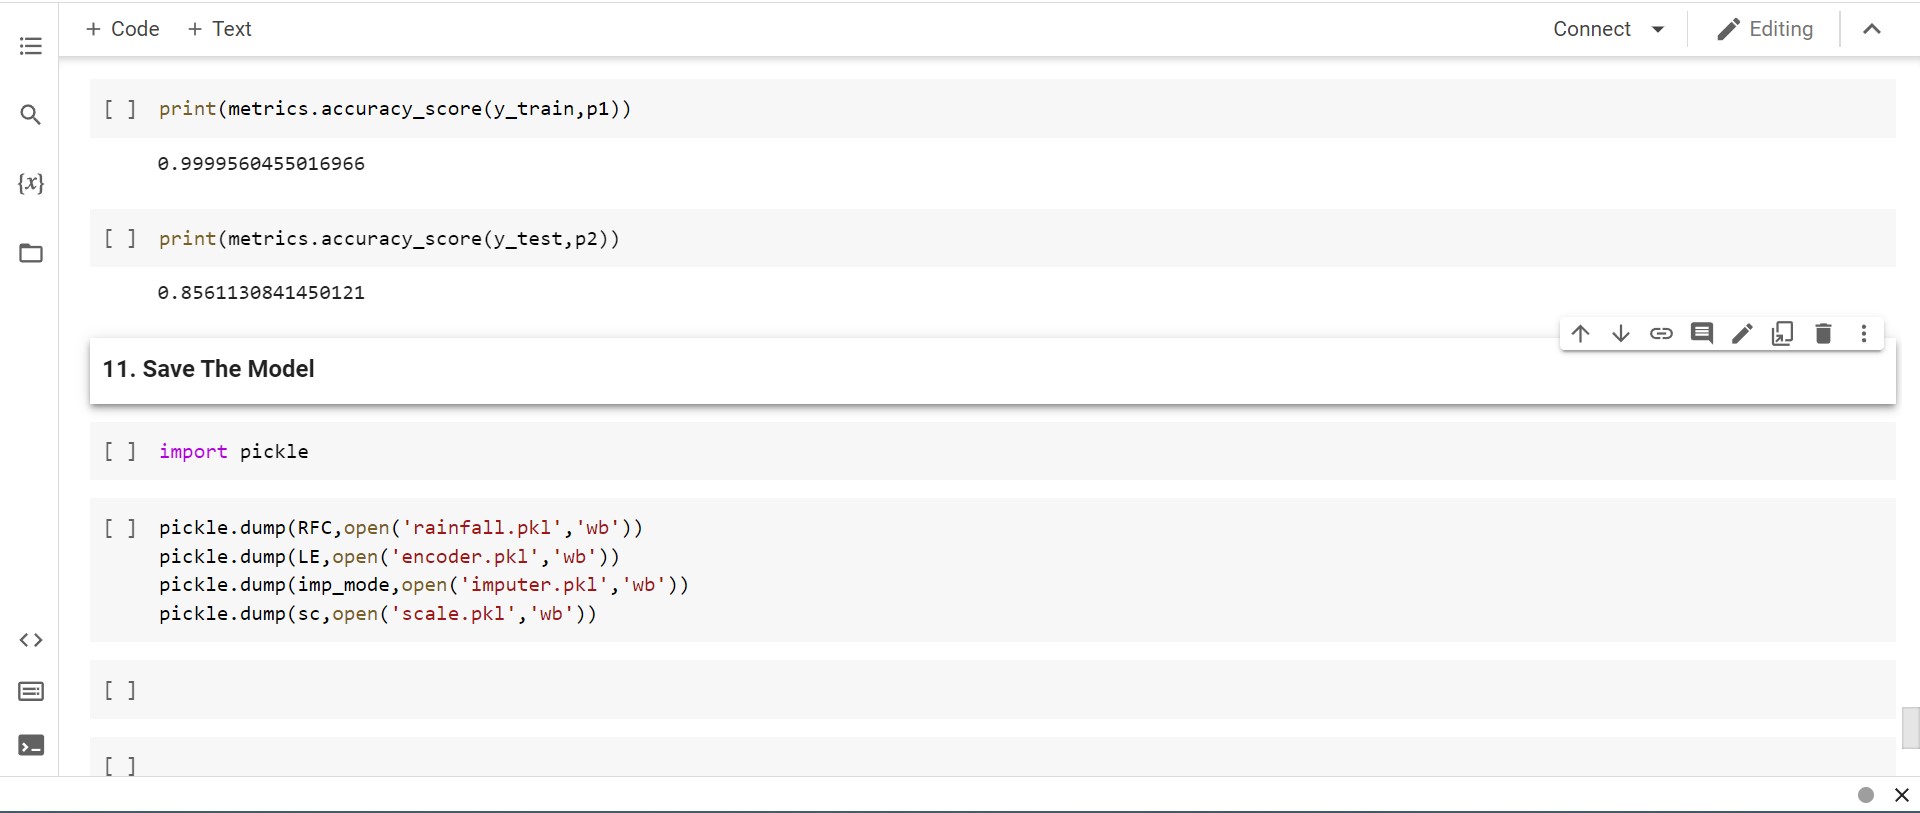 + Code + Text
Connect
Editing
[ ] print(metrics.accuracy_score(y_train,p1))
0.9999560455016966
{x}
[ ] print(metrics.accuracy_score(y_test,p2))
0.8561130841450121
11. Save The Model
[ ] import pickle
[ ] pickle.dump(RFC,open('rainfall.pkl','wb'))
pickle.dump(LE,open('encoder.pkl','wb'))
pickle.dump(imp_mode,open('imputer.pkl','wb'))
pickle.dump(sc,open('scale.pkl','wb'))
[ ]
[ ]